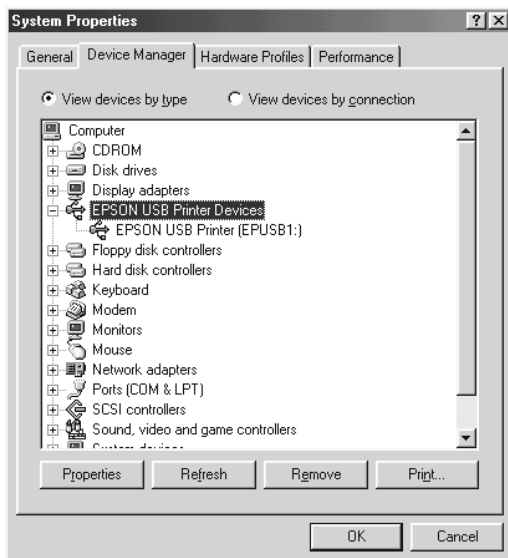 System Properties
General Device Manager Hardware Profiles Performance
View devices by type View devices by connection
Computer
CDROM
Disk drives
Display adapters
EPSON USB Printer Devices
EPSON USB Printer (EPUSB1:)
Floppy disk controllers
Hard disk controllers
Keyboard
Modem
Monitors
Mouse
Network adapters
Ports (COM & LPT)
SCSI controllers
Sound, video and game controllers
Properties Refresh Remove Print...
OK Cancel